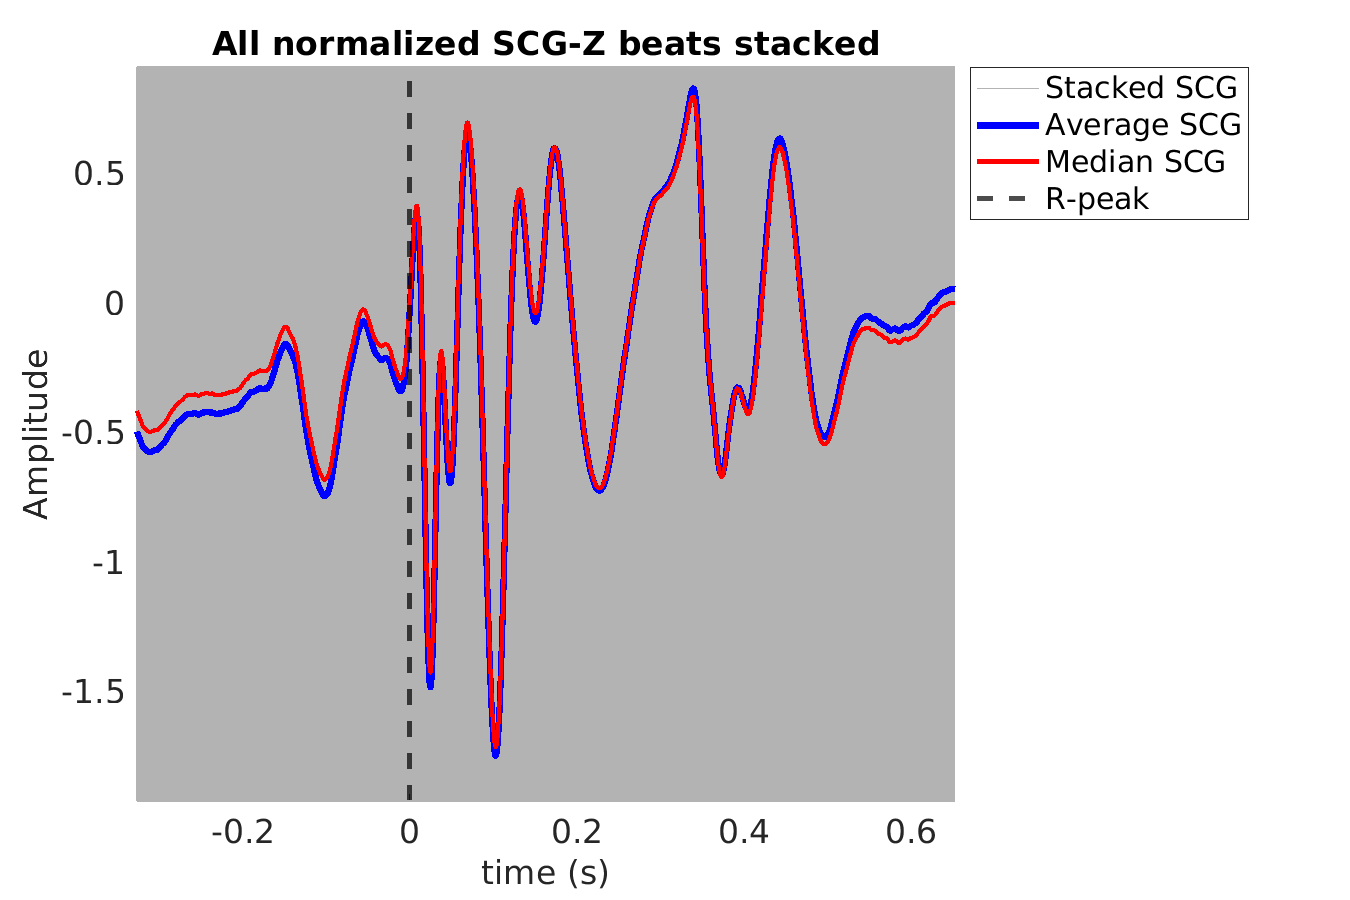 All normalized SCG-Z beats stacked
Stacked SCG
Average SCG
Median SCG
R-peak
Amplitude
0.5
0
-0.5
-1
-1.5
-0.2 0 0.2 0.4 0.6
time (s)